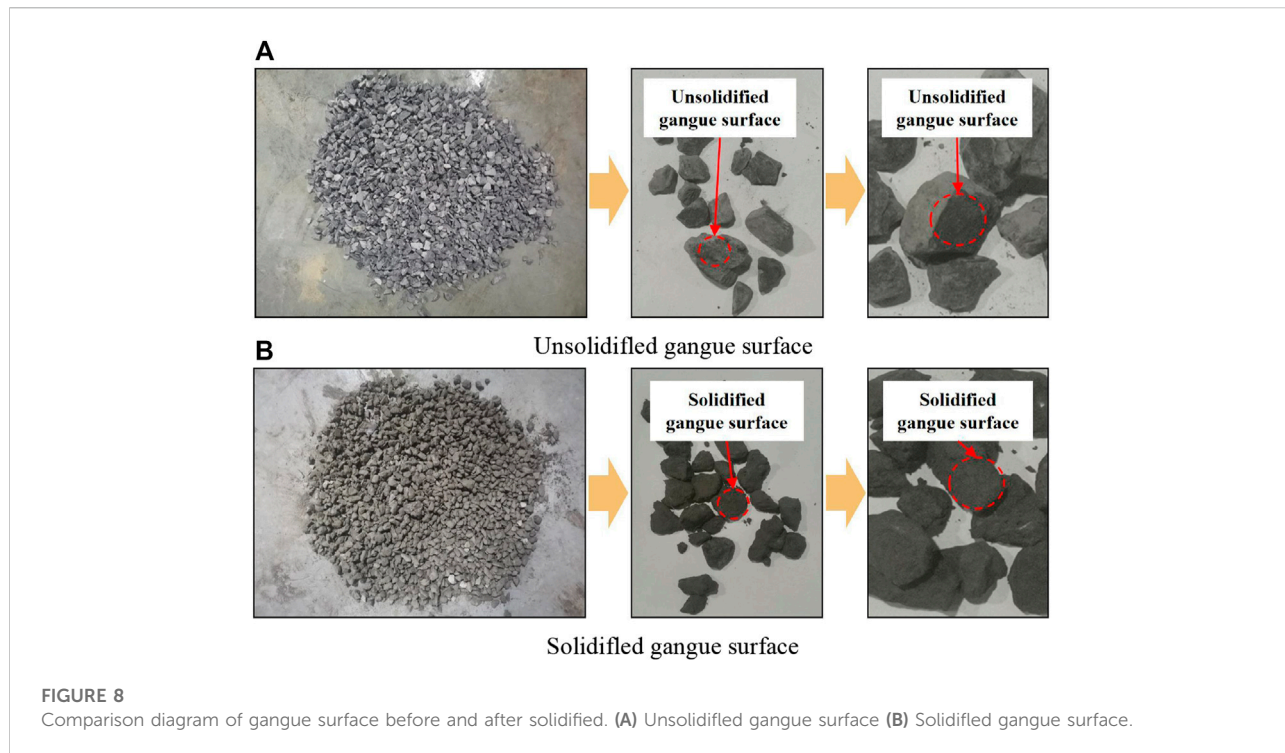 A
Unsolidified
gangue surface
Unsolidified
gangue surface
Unsolidifled gangue surface
B
Solidified
gangue surface
Solidified
gangue surface
Solidifled gangue surface
FIGURE 8
Comparison diagram of gangue surface before and after solidified. (A) Unsolidifled gangue surface (B) Solidifled gangue surface.